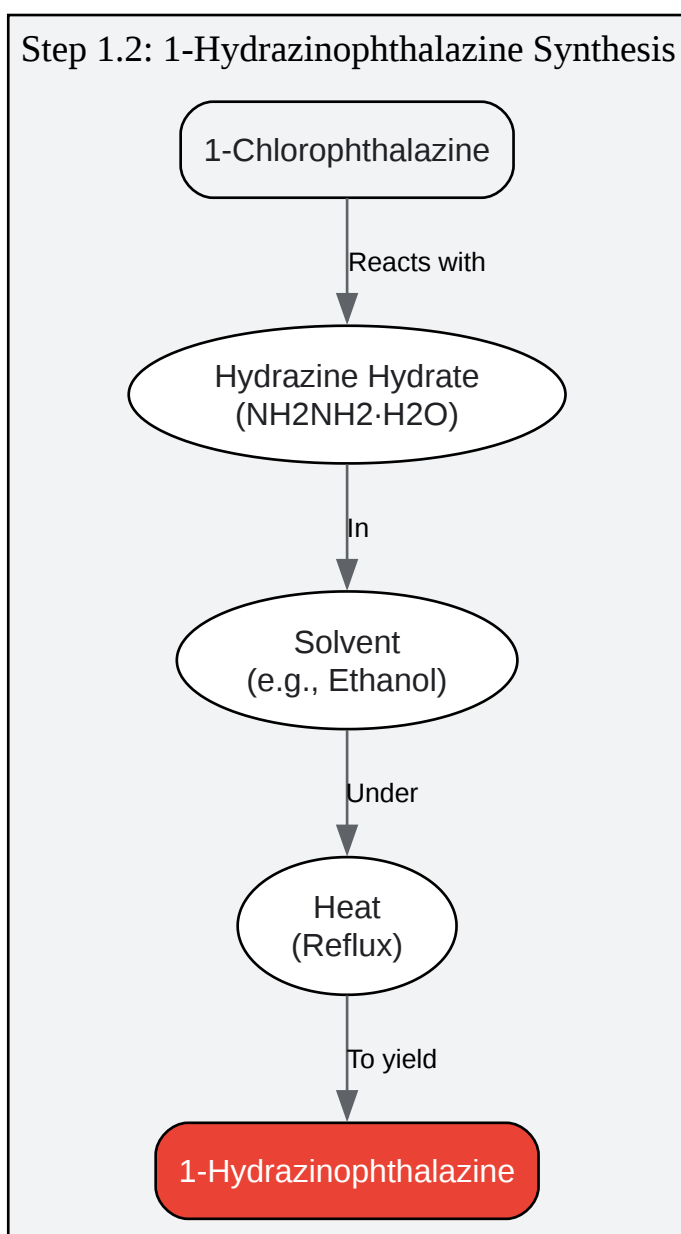 Step 1.2: 1-Hydrazinophthalazine Synthesis
1-Chlorophthalazine
Reacts with
Hydrazine Hydrate
(NH2NH2·H2O)
In
Solvent
(e.g., Ethanol)
Under
Heat
(Reflux)
To yield
1-Hydrazinophthalazine